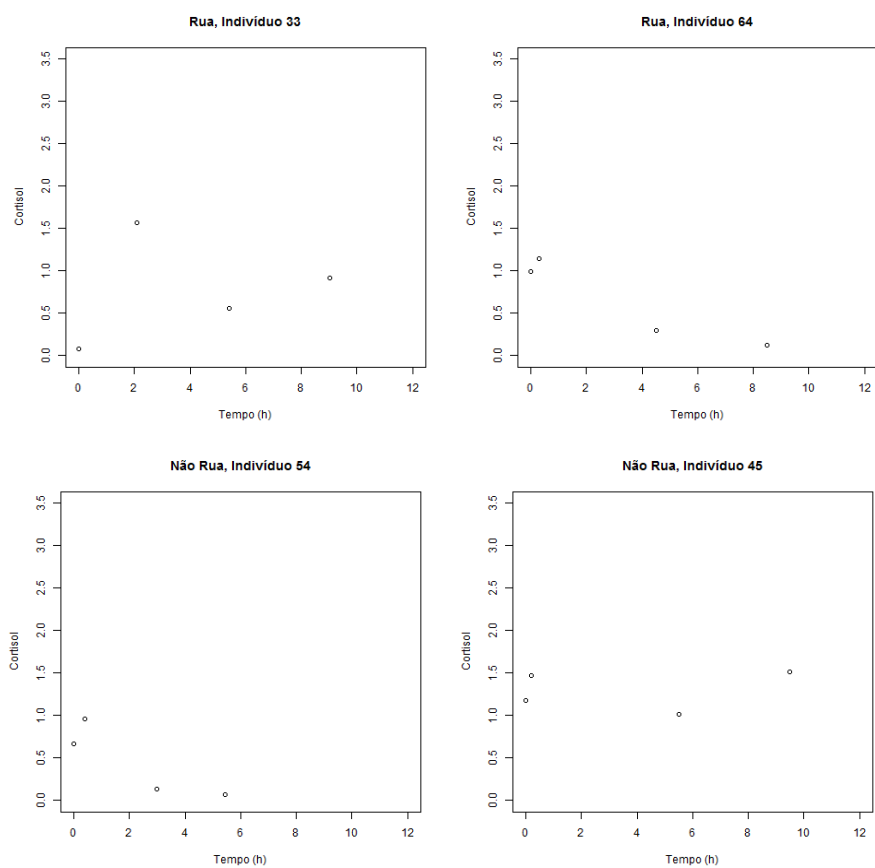 Rua, Indivíduo 33
Cortisol
0.0 0.5 1.0 1.5 2.0 2.5 3.0 3.5
0 2 4 6 8 10 12
Tempo (h)
Rua, Indivíduo 64
Cortisol
0.0 0.5 1.0 1.5 2.0 2.5 3.0 3.5
0 2 4 6 8 10 12
Tempo (h)
Não Rua, Indivíduo 54
Cortisol
0.0 0.5 1.0 1.5 2.0 2.5 3.0 3.5
0 2 4 6 8 10 12
Tempo (h)
Não Rua, Indivíduo 45
Cortisol
0.0 0.5 1.0 1.5 2.0 2.5 3.0 3.5
0 2 4 6 8 10 12
Tempo (h)